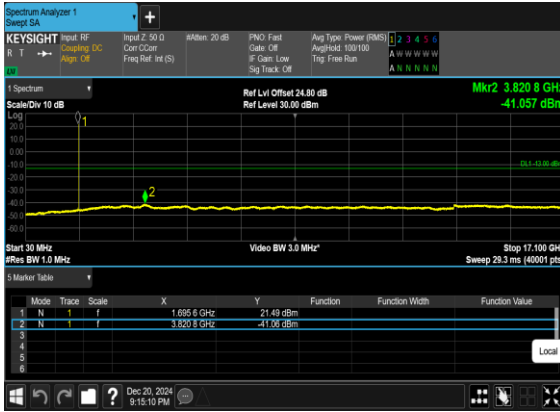 Spectrum Analyzer 1
Swept SA
+
KEYSIGHT Input: RF Input Z: 50 Ω #Atten: 20 dB PNO: Fast Avg Type: Power (RMS) 1 2 3 4 5 6
R T Coupling: DC Corr CCorr Gate: Off Avg|Hold: 100/100 A W W W W W
Align: Off Freq Ref: Int (S) IF Gain: Low Trig: Free Run
Sig Track: Off A N N N N N
1 Spectrum Ref Lvl Offset 24.80 dB Mkr2 3.820 8 GHz
Scale/Div 10 dB Ref Level 30.00 dBm -41.057 dBm
Log
1
20.0
10.0
0.00
-10.0
DL1 -13.00 dBm
-20.0
-30.0
2
-40.0
-50.0
-60.0
Start 30 MHz Video BW 3.0 MHz* Stop 17.100 GHz
#Res BW 1.0 MHz Sweep 29.3 ms (40001 pts)
5 Marker Table
Mode Trace Scale X Y Function Function Width Function Value
1 N 1 f 1.695 6 GHz 21.49 dBm
2 N 1 f 3.820 8 GHz -41.06 dBm
3
4
5
6
Local
? Dec 20, 2024
9:15:10 PM